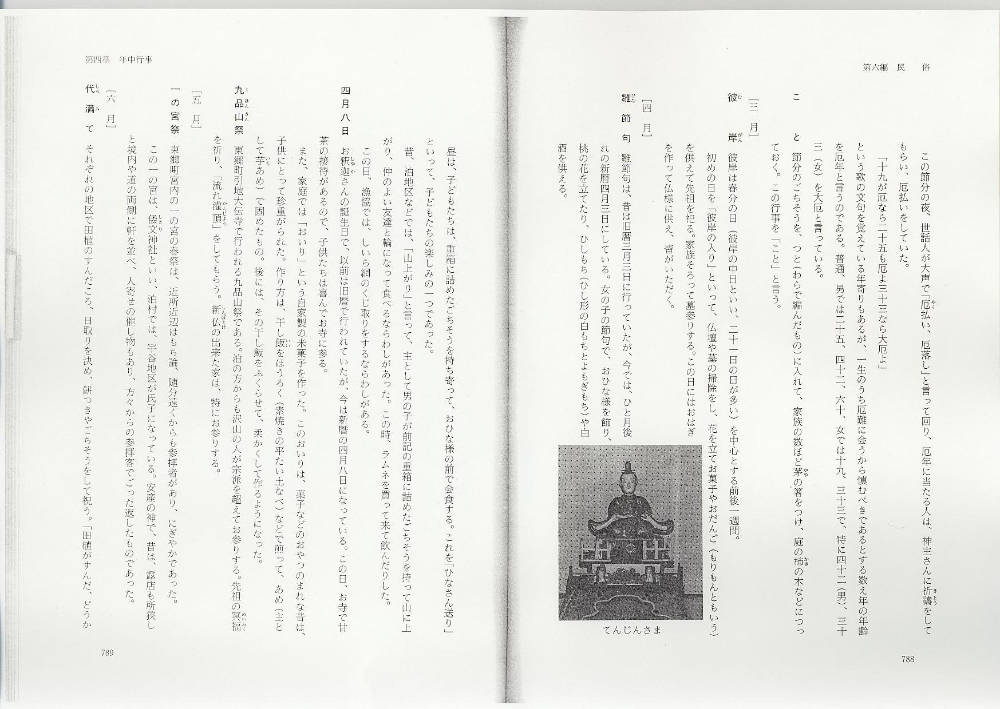 第六編　民　　俗
　この節分の夜、世話人が大声で「厄払い、厄落し」と言って回り、厄年に当たる人は、神主さんに祈禱をして
もらい、厄払いをしていた。
　「十九が厄なら二十五も厄よ三十三なら大厄よ」
という歌の文句を覚えている年寄りもあるが、一生のうち厄難に会うから慎むべきであるとする数え年の年齢
を厄年と言うのである。普通、男では二十五、四十二、六十、女では十九、三十三で、特に四十二（男）、三十
三（女）を大厄と言っている。
こ　　と　節分のごちそうを、つと（わらで編んだもの）に入れて、家族の数ほど茅の箸をつけ、庭の柿の木などにつっ
ておく。この行事を「こと」と言う。
［三　月］
彼　　岸　彼岸は春分の日（彼岸の中日といい、二十一日の日が多い）を中心とする前後一週間。
　初めの日を「彼岸の入り」といって、仏壇や墓の掃除をし、花を立てお菓子やおだんご（もりもんともいう）
を供えて先祖を祀る。家族そろって墓参りする。この日にはおはぎ
を作って仏様に供え、皆がいただく。
［四　月］
雛　節　句　雛節句は、昔は旧暦三月三日に行っていたが、今では、ひと月後
れの新暦四月三日にしている。女の子の節句で、おひな様を飾り、
桃の花を立てたり、ひしもち（ひし形の白もちとよもぎもち）や白
酒を供える。
てんじんさま
788
第四章　年中行事
　昼は、子どもたちは、重箱に詰めたごちそうを持ち寄って、おひな様の前で会食する。これを「ひなさん送り」
といって、子どもたちの楽しみの一つであった。
　昔、泊地区などでは、「山上がり」と言って、主として男の子が前記の重箱に詰めたごちそうを持って山に上
がり、仲のよい友達と輪になって食べるならわしがあった。この時、ラムネを買って来て飲んだりした。
　この日、漁協では、しいら網のくじ取りをするならわしがある。
四月八日　お釈迦さんの誕生日で、以前は旧暦で行われていたが、今は新暦の四月八日になっている。この日、お寺で甘
茶の接待があるので、子供たちは喜んでお寺に参る。
　また、家庭では「おいり」という自家製の米菓子を作った。このおいりは、菓子などのおやつのまれな昔は、
子供にとって珍重がられた。作り方は、干し飯をほうろく（素焼きの平たい土なべ）などで煎って、あめ（主と
して芋あめ）で固めたもの。後には、その干し飯をふくらせて、柔かくして作るようになった。
九品山祭　東郷町引地大伝寺で行われる九品山祭である。泊の方からも沢山の人が宗派を超えてお参りする。先祖の冥福
を祈り、「流れ灌頂」をしてもらう。新仏の出来た家は、特にお参りする。
［五　月］
一の宮祭　東郷町宮内の一の宮の春祭は、近所近辺はもち論、随分遠くからも参拝者があり、にぎやかであった。
　この一の宮は、倭文神社といい、泊村では、宇谷地区が氏子になっている。安産の神で、昔は、露店も所狭し
と境内や道の両側に軒を並べ、人寄せの催し物もあり、方々からの参拝客でごった返したものであった。
［六　月］
代　満　て　それぞれの地区で田植のすんだころ、日取りを決め、餅つきやごちそうをして祝う。「田植がすんだ、どうか
789